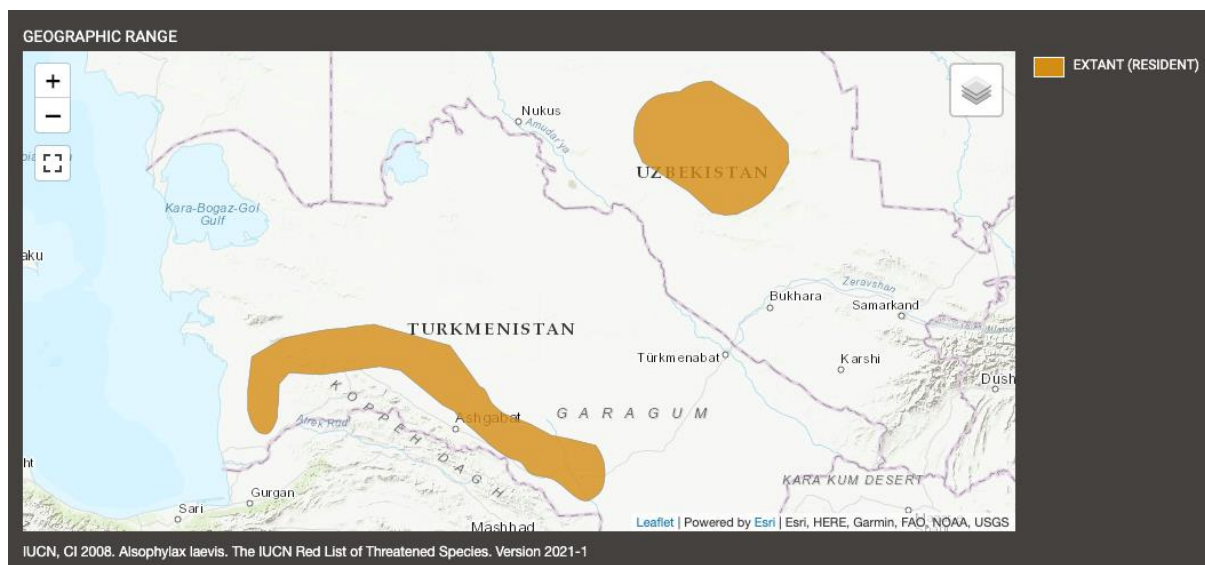 GEOGRAPHIC RANGE
EXTANT (RESIDENT)
+
−
Nukus
Amudar'ya
UZBEKISTAN
Kara-Bogaz-Gol
Gulf
aku
Bukhara
Zeravshan
Samarkand
TURKMENISTAN
Türkmenabat
Karshi
Dush
KOPPEH DAGH
Ashgabat
GARAGUM
Atrek Rud
ht
Gurgan
KARA KUM DESERT
Sari
Mashhad
Leaflet | Powered by Esri | Esri, HERE, Garmin, FAO, NOAA, USGS
IUCN, CI 2008. Alsophylax laevis. The IUCN Red List of Threatened Species. Version 2021-1